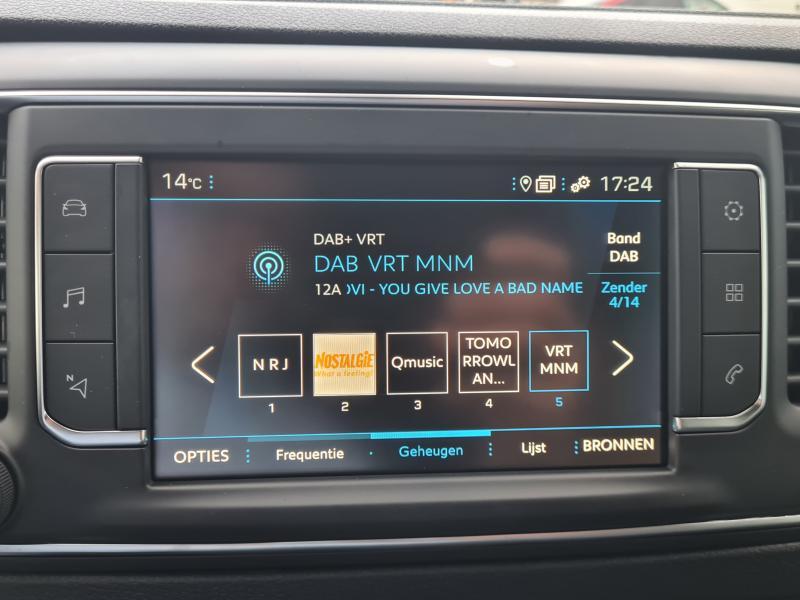 14°C
17:24
DAB+ VRT
DAB VRT MNM
12A OVI - YOU GIVE LOVE A BAD NAME
Band
DAB
Zender
4/14
NRJ
NOSTALGIE
What a feeling!
Qmusic
TOMO
RROWL
AN...
VRT
MNM
1
2
3
4
5
OPTIES
Frequentie
Geheugen
Lijst
BRONNEN
N